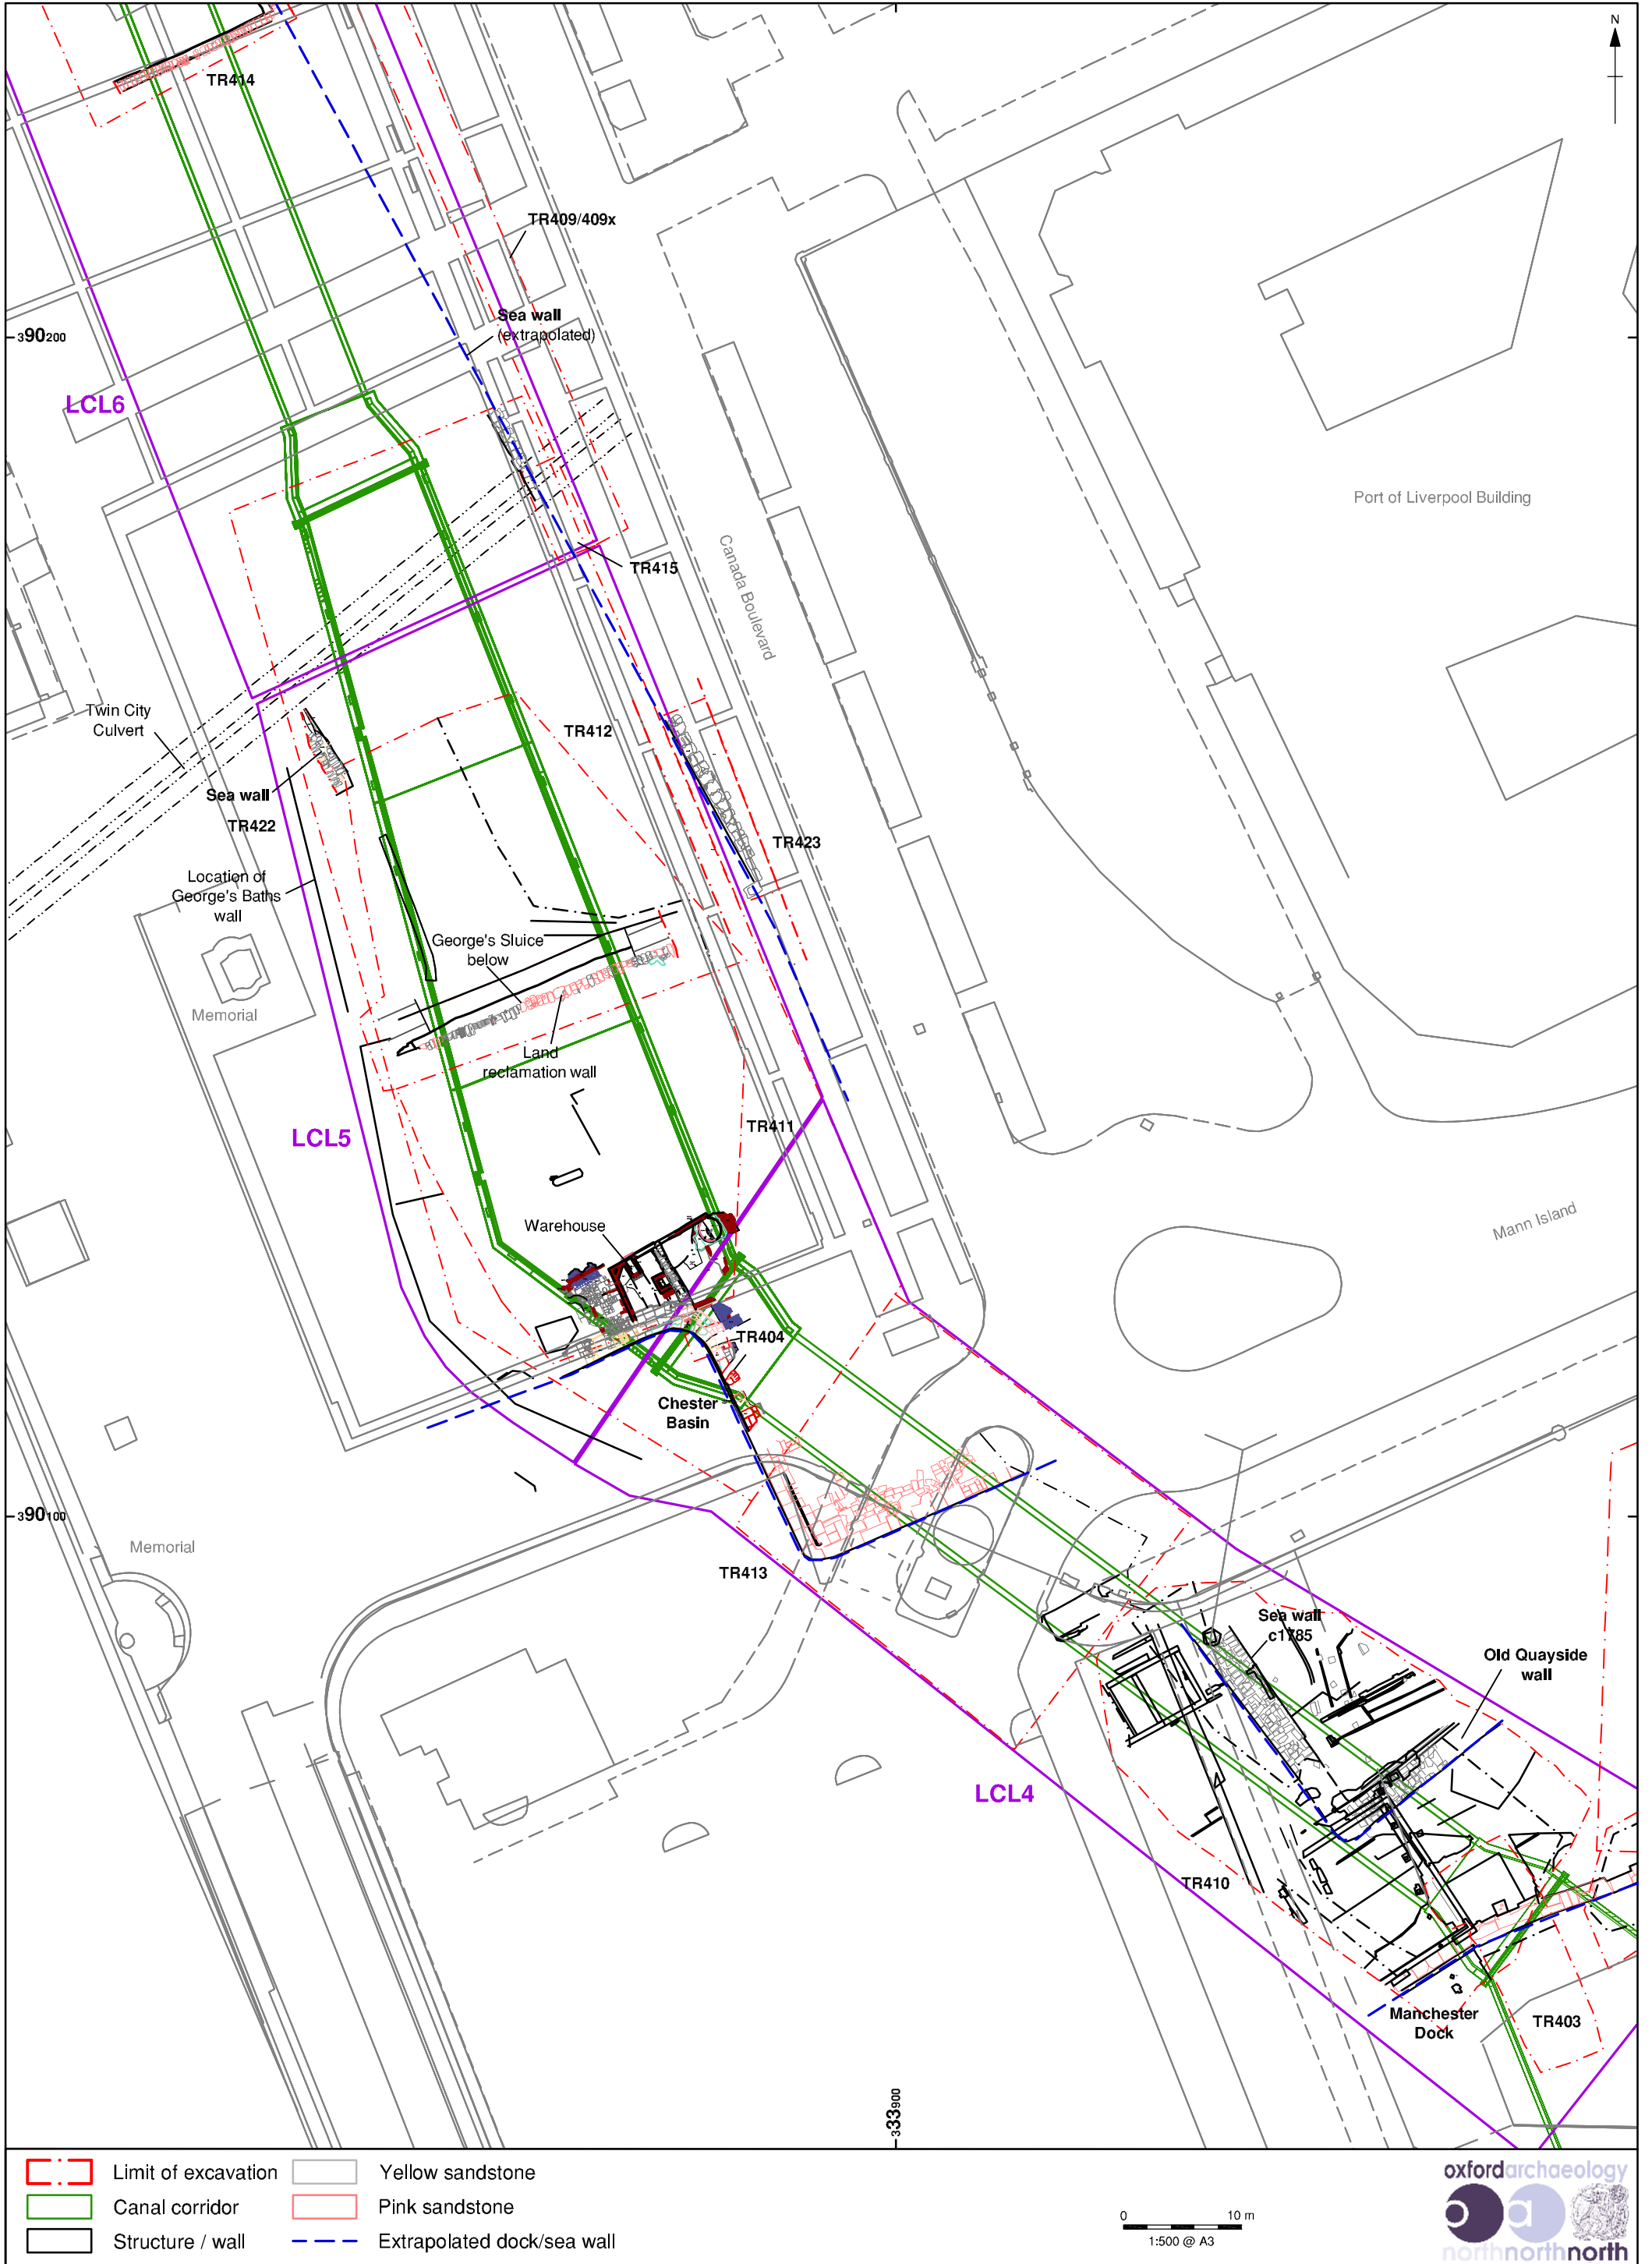 N
TR414
TR409/409x
Sea wall
(extrapolated)
390200
LCL6
Port of Liverpool Building
Canada Boulevard
TR415
Twin City
Culvert
TR412
Sea wall
TR422
TR423
Location of
George's Baths
wall
George's Sluice
below
Memorial
Land
reclamation wall
TR411
LCL5
Warehouse
Mann Island
TR404
Chester
Basin
390100
Memorial
TR413
Sea wall
c1785
Old Quayside
wall
LCL4
TR410
Manchester
Dock
TR403
333900
Limit of excavation
Yellow sandstone
Canal corridor
Pink sandstone
Structure / wall
Extrapolated dock/sea wall
0 10 m
1:500 @ A3
oxfordarchaeology
northnorthnorth